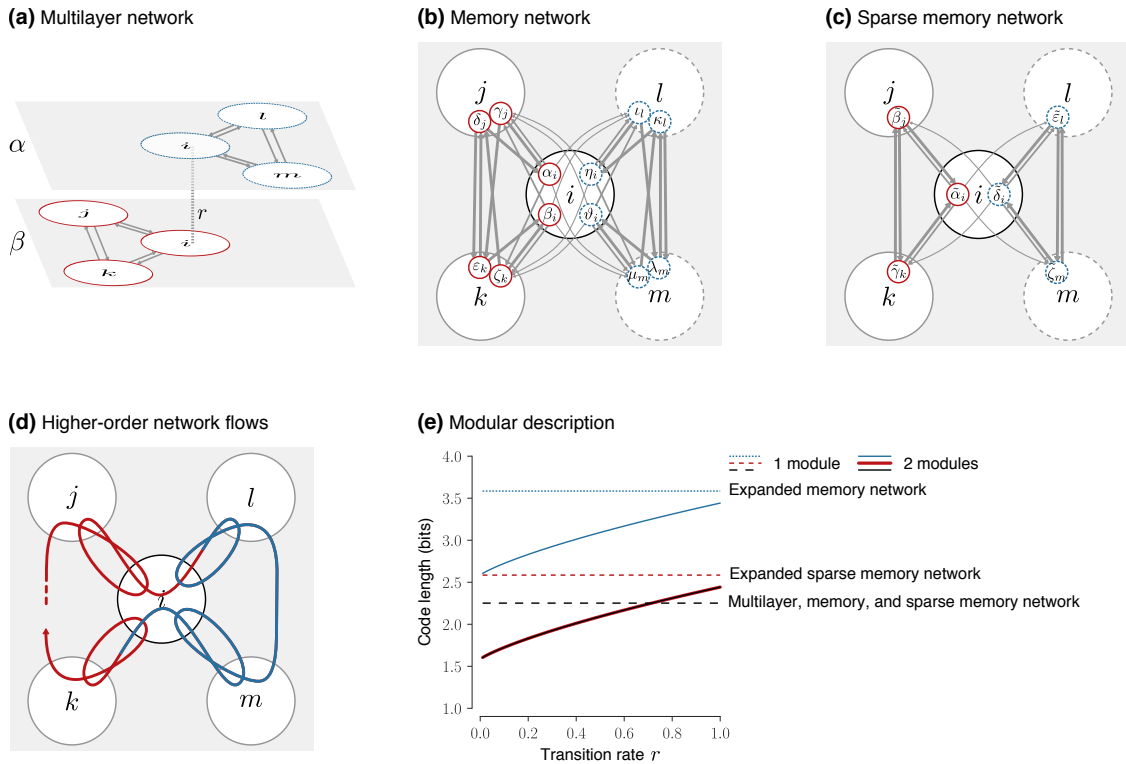 (a) Multilayer network
α
i
l
m
β
j
i
k
r
(b) Memory network
j
l
δj γj
ιl κl
αi ηi
i
βi ϑi
εk ζk
μm λm
k
m
(c) Sparse memory network
j
l
β̃j
ε̃l
α̃i i δ̃i
γ̃k
ζ̃m
k
m
(d) Higher-order network flows
j
l
i
k
m
(e) Modular description
1 module
2 modules
Code length (bits)
4.0
3.5
3.0
2.5
2.0
1.5
1.0
Expanded memory network
Expanded sparse memory network
Multilayer, memory, and sparse memory network
0.0 0.2 0.4 0.6 0.8 1.0
Transition rate r